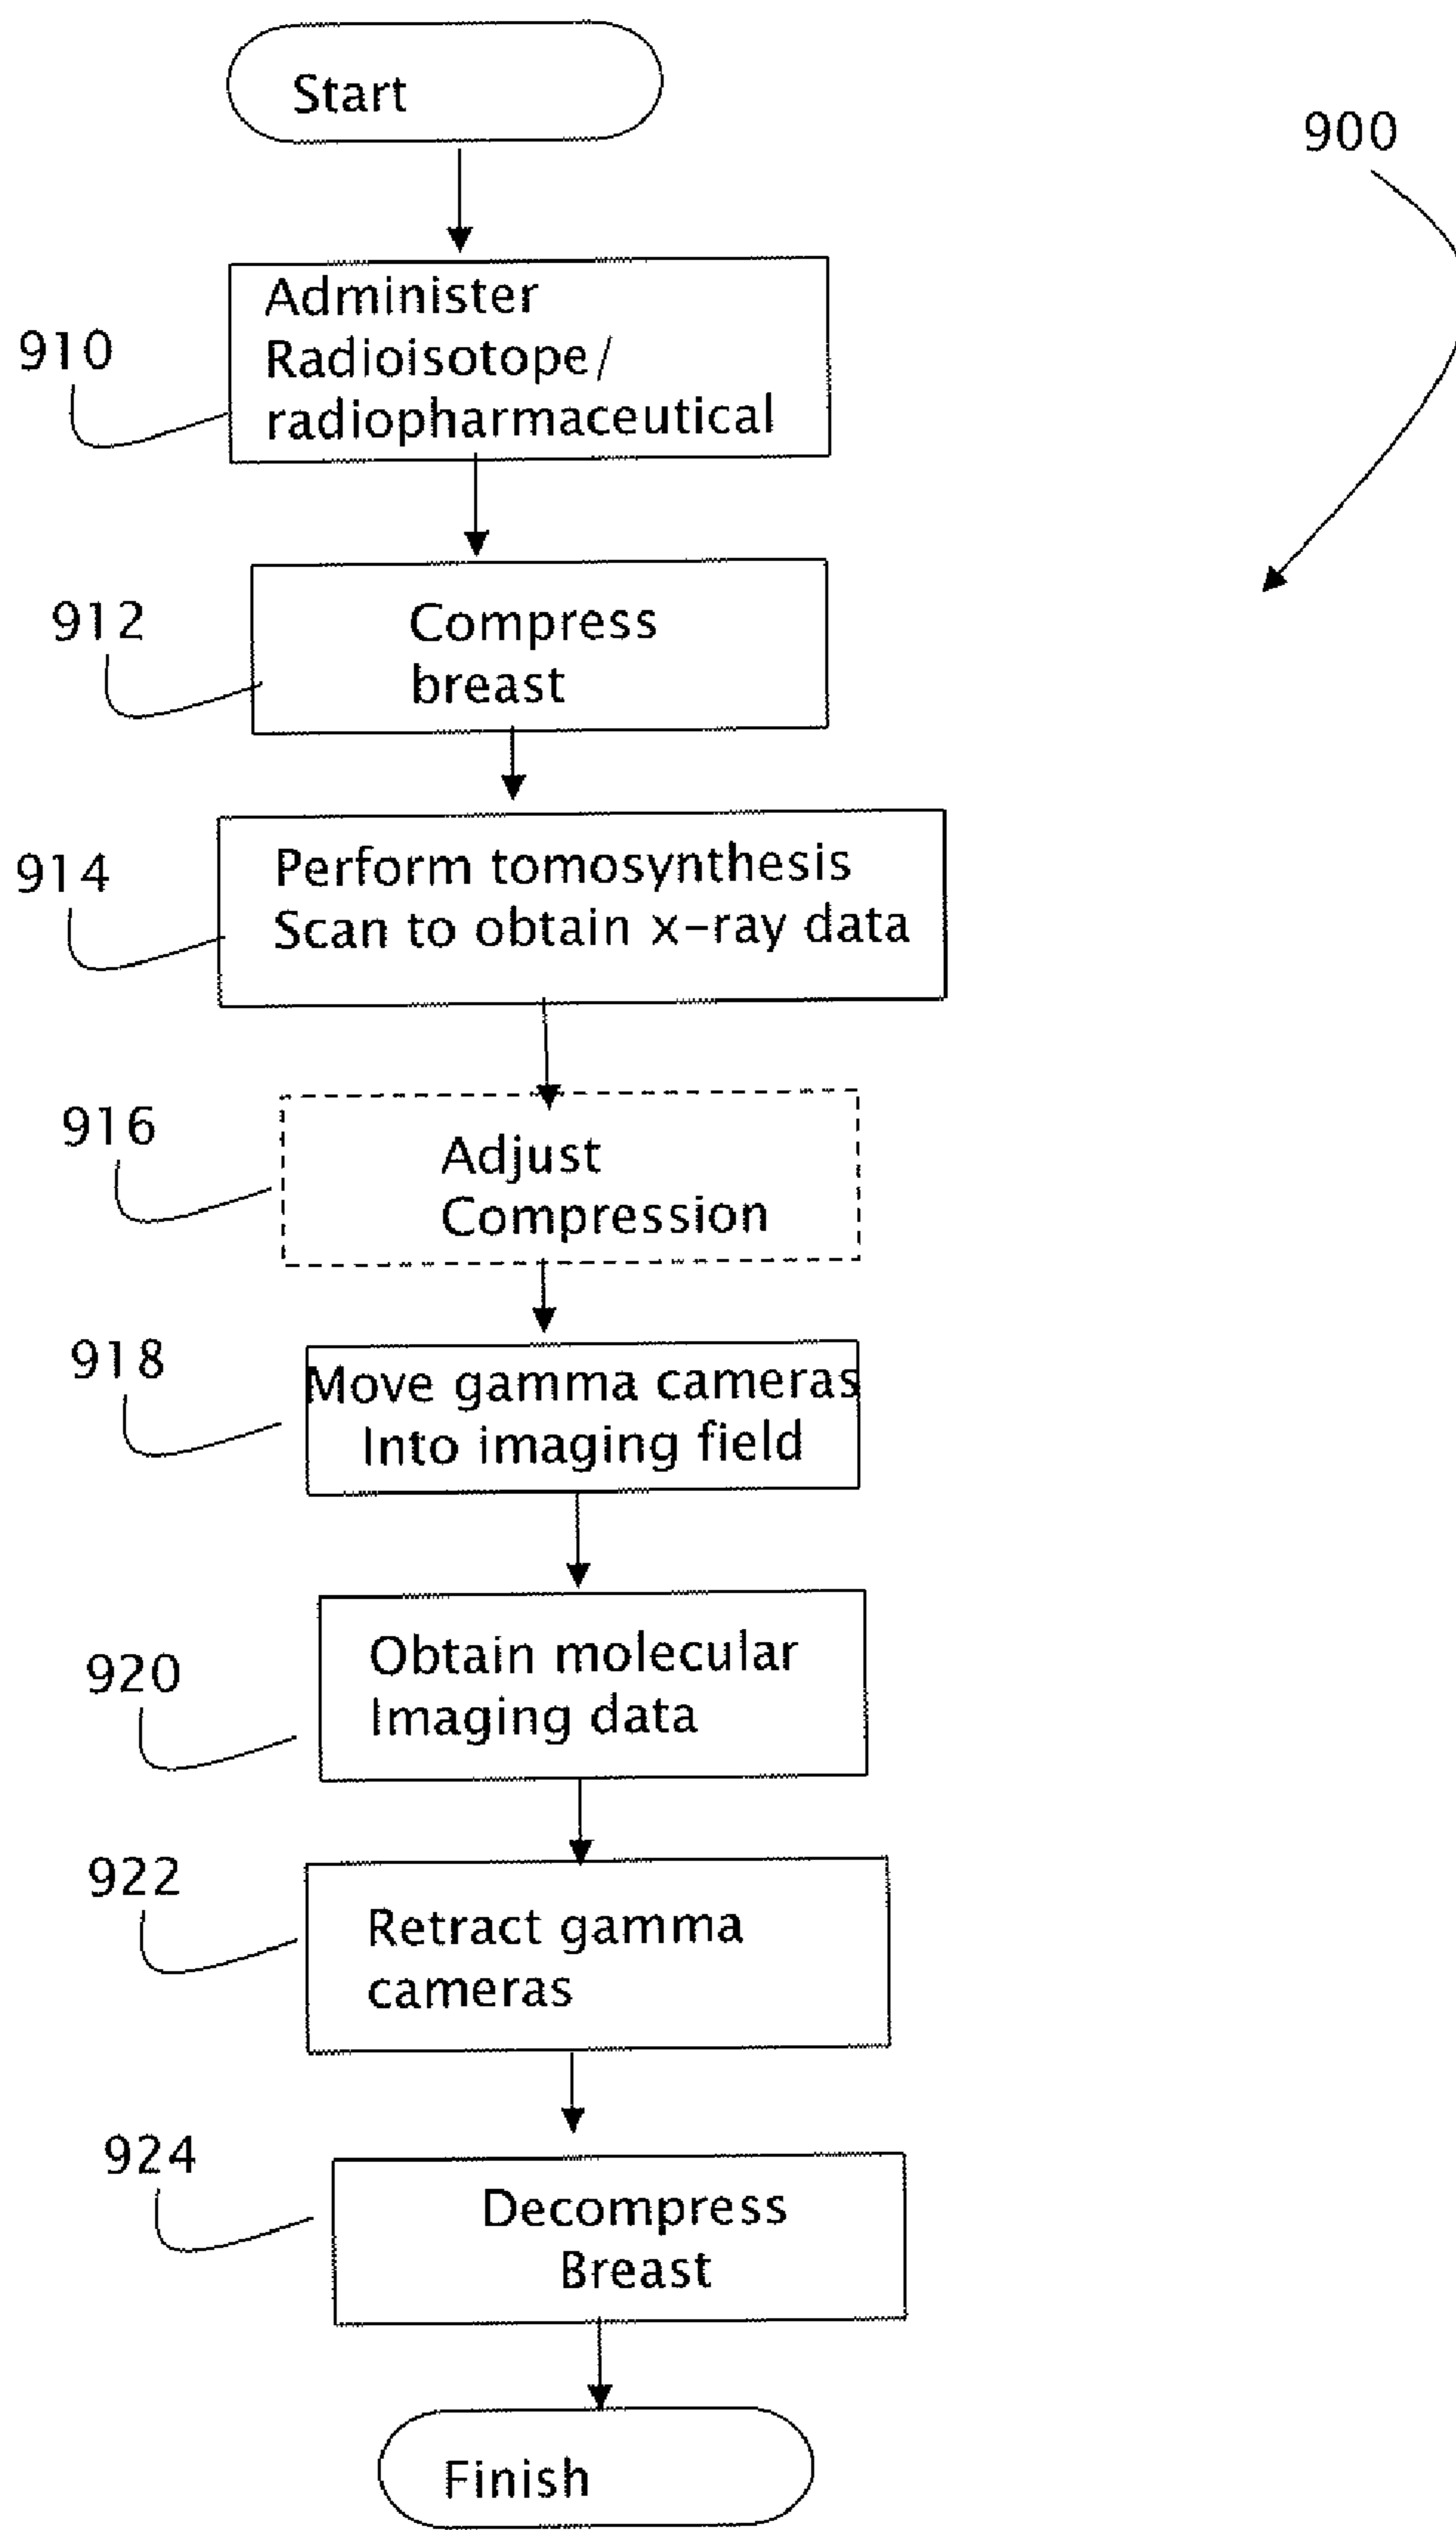 Start
900
910
Administer
Radioisotope/
radiopharmaceutical
912
Compress
breast
914
Perform tomosynthesis
Scan to obtain x-ray data
916
Adjust
Compression
918
Move gamma cameras
Into imaging field
920
Obtain molecular
Imaging data
922
Retract gamma
cameras
924
Decompress
Breast
Finish